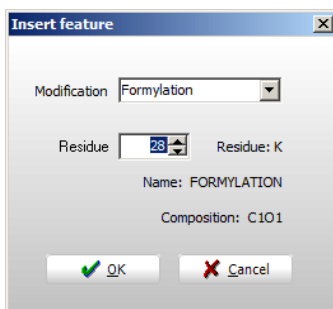 Insert feature
Modification Formylation
Residue 28 Residue: K
Name: FORMYLATION
Composition: C1O1
OK Cancel